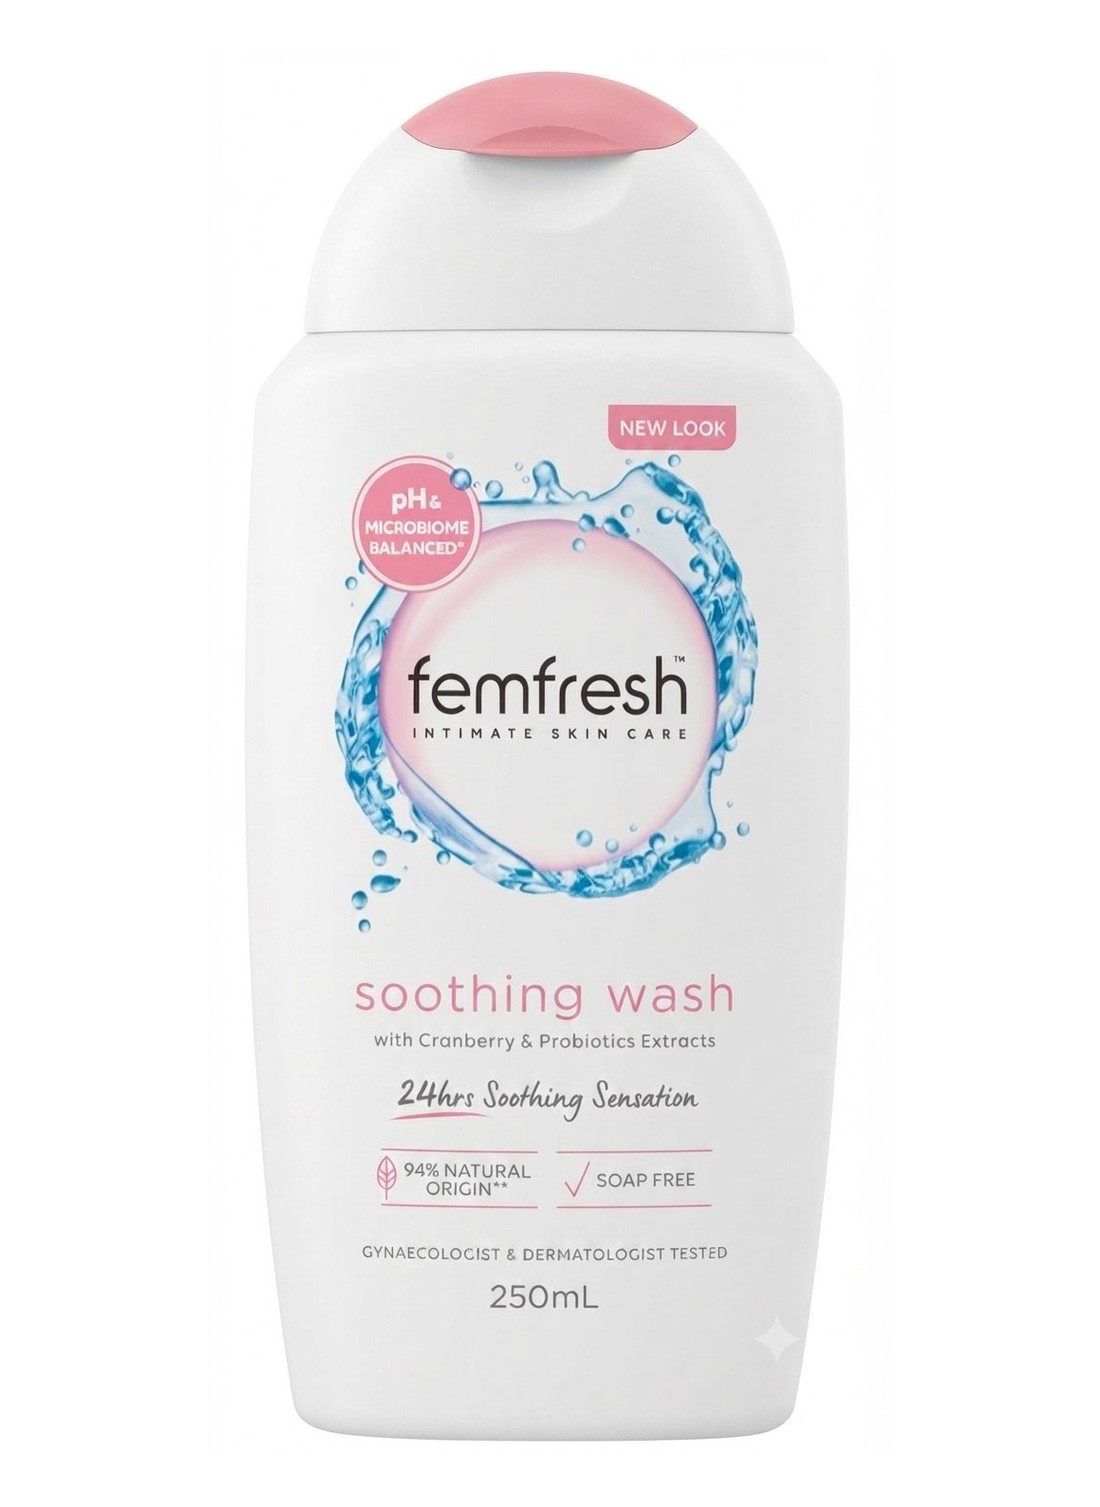 NEW LOOK
pH &
MICROBIOME
BALANCED*
femfresh™
INTIMATE SKIN CARE
soothing wash
with Cranberry & Probiotics Extracts
24hrs Soothing Sensation
94% NATURAL
ORIGIN**
SOAP FREE
GYNAECOLOGIST & DERMATOLOGIST TESTED
250mL